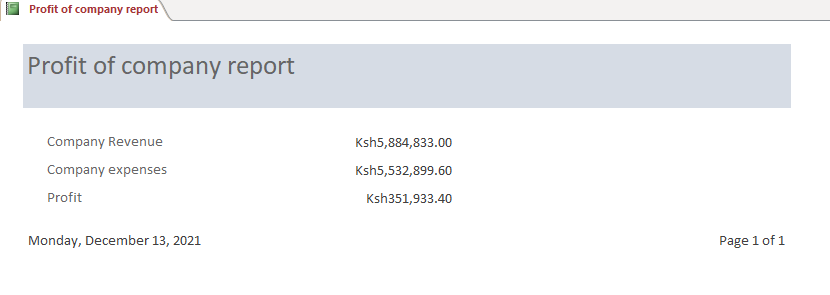 Profit of company report
Profit of company report
Company Revenue Ksh5,884,833.00
Company expenses Ksh5,532,899.60
Profit Ksh351,933.40
Monday, December 13, 2021 Page 1 of 1